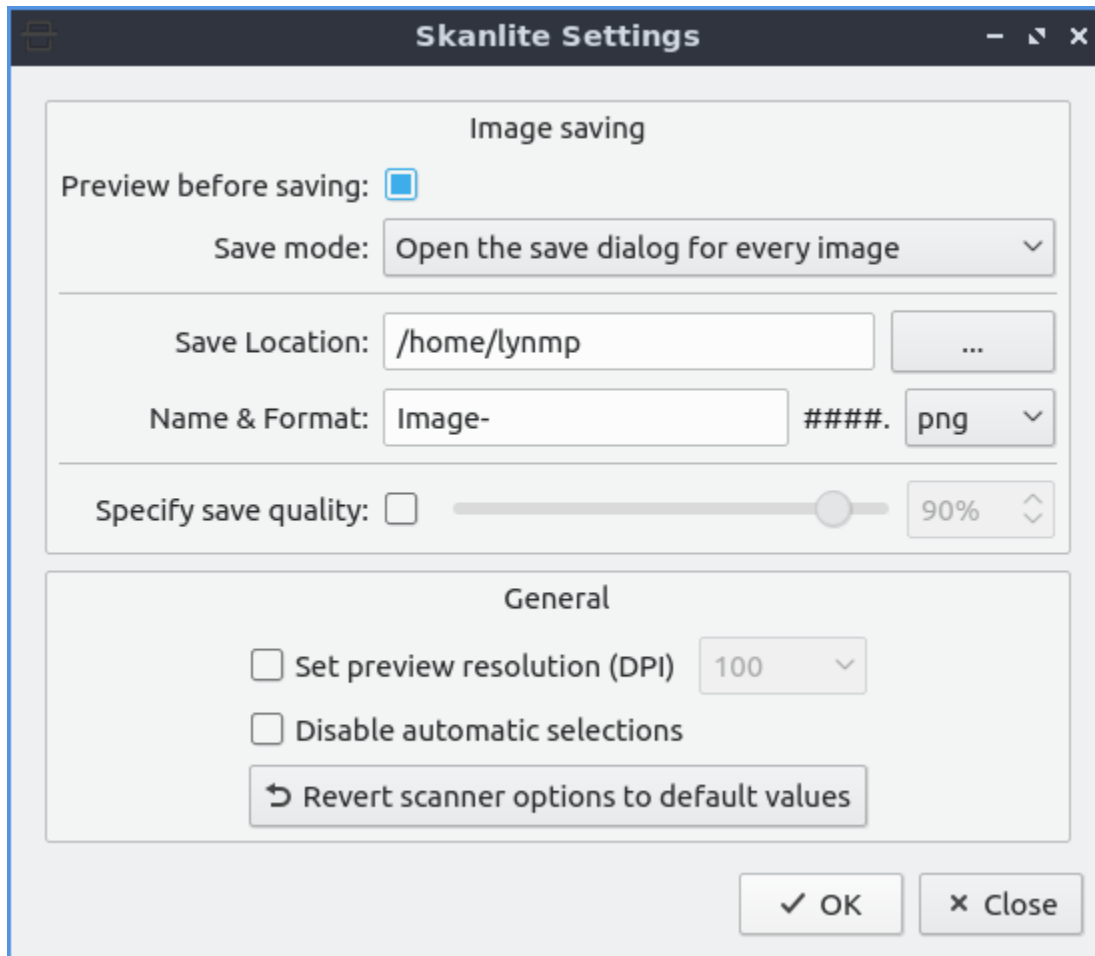 Skanlite Settings
Image saving
Preview before saving:
Save mode: Open the save dialog for every image
Save Location: /home/lynmp ...
Name & Format: Image- ####. png
Specify save quality: 90%
General
Set preview resolution (DPI) 100
Disable automatic selections
Revert scanner options to default values
OK Close